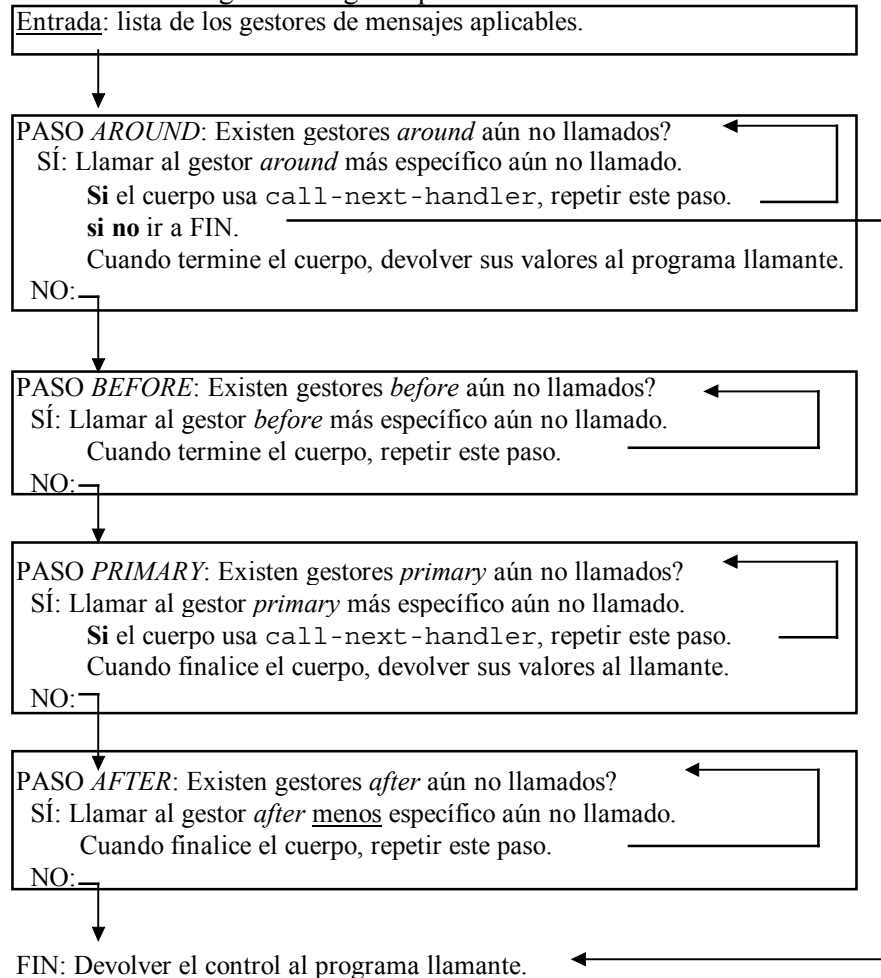 Entrada: lista de los gestores de mensajes aplicables.
PASO AROUND: Existen gestores around aún no llamados?
SÍ: Llamar al gestor around más específico aún no llamado.
Si el cuerpo usa call-next-handler, repetir este paso.
si no ir a FIN.
Cuando termine el cuerpo, devolver sus valores al programa llamante.
NO:
PASO BEFORE: Existen gestores before aún no llamados?
SÍ: Llamar al gestor before más específico aún no llamado.
Cuando termine el cuerpo, repetir este paso.
NO:
PASO PRIMARY: Existen gestores primary aún no llamados?
SÍ: Llamar al gestor primary más específico aún no llamado.
Si el cuerpo usa call-next-handler, repetir este paso.
Cuando finalice el cuerpo, devolver sus valores al llamante.
NO:
PASO AFTER: Existen gestores after aún no llamados?
SÍ: Llamar al gestor after menos específico aún no llamado.
Cuando finalice el cuerpo, repetir este paso.
NO:
FIN: Devolver el control al programa llamante.